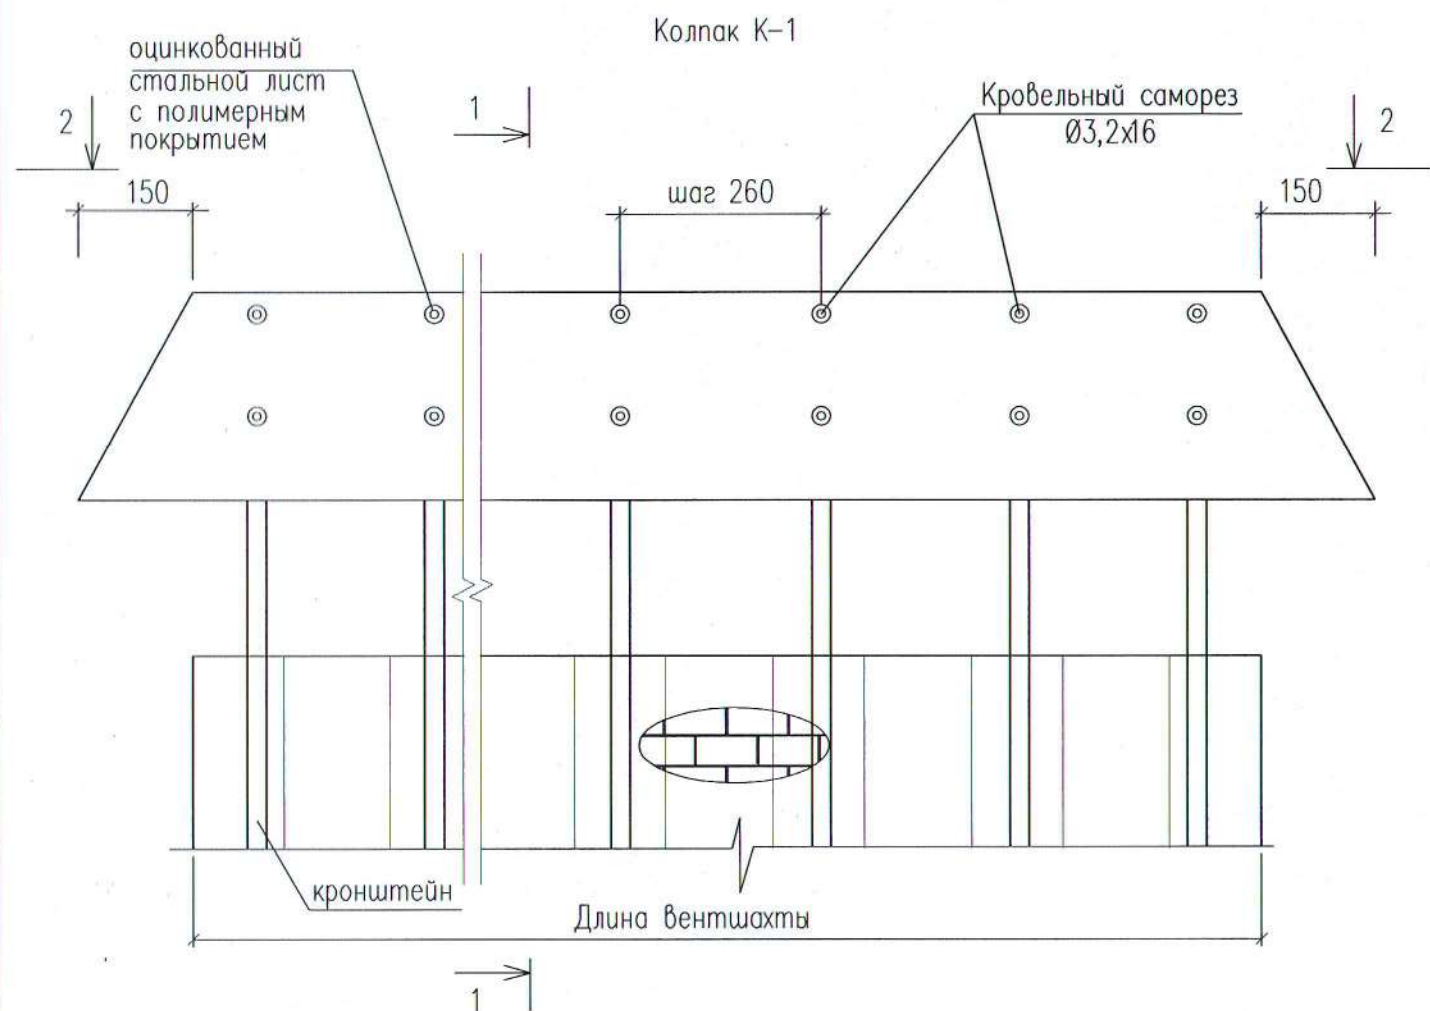 Колпак К-1
оцинкованный
стальной лист
с полимерным
покрытием
1
Кровельный саморез
Ø3,2х16
2
2
150
шаг 260
150
кронштейн
Длина вентшахты
1